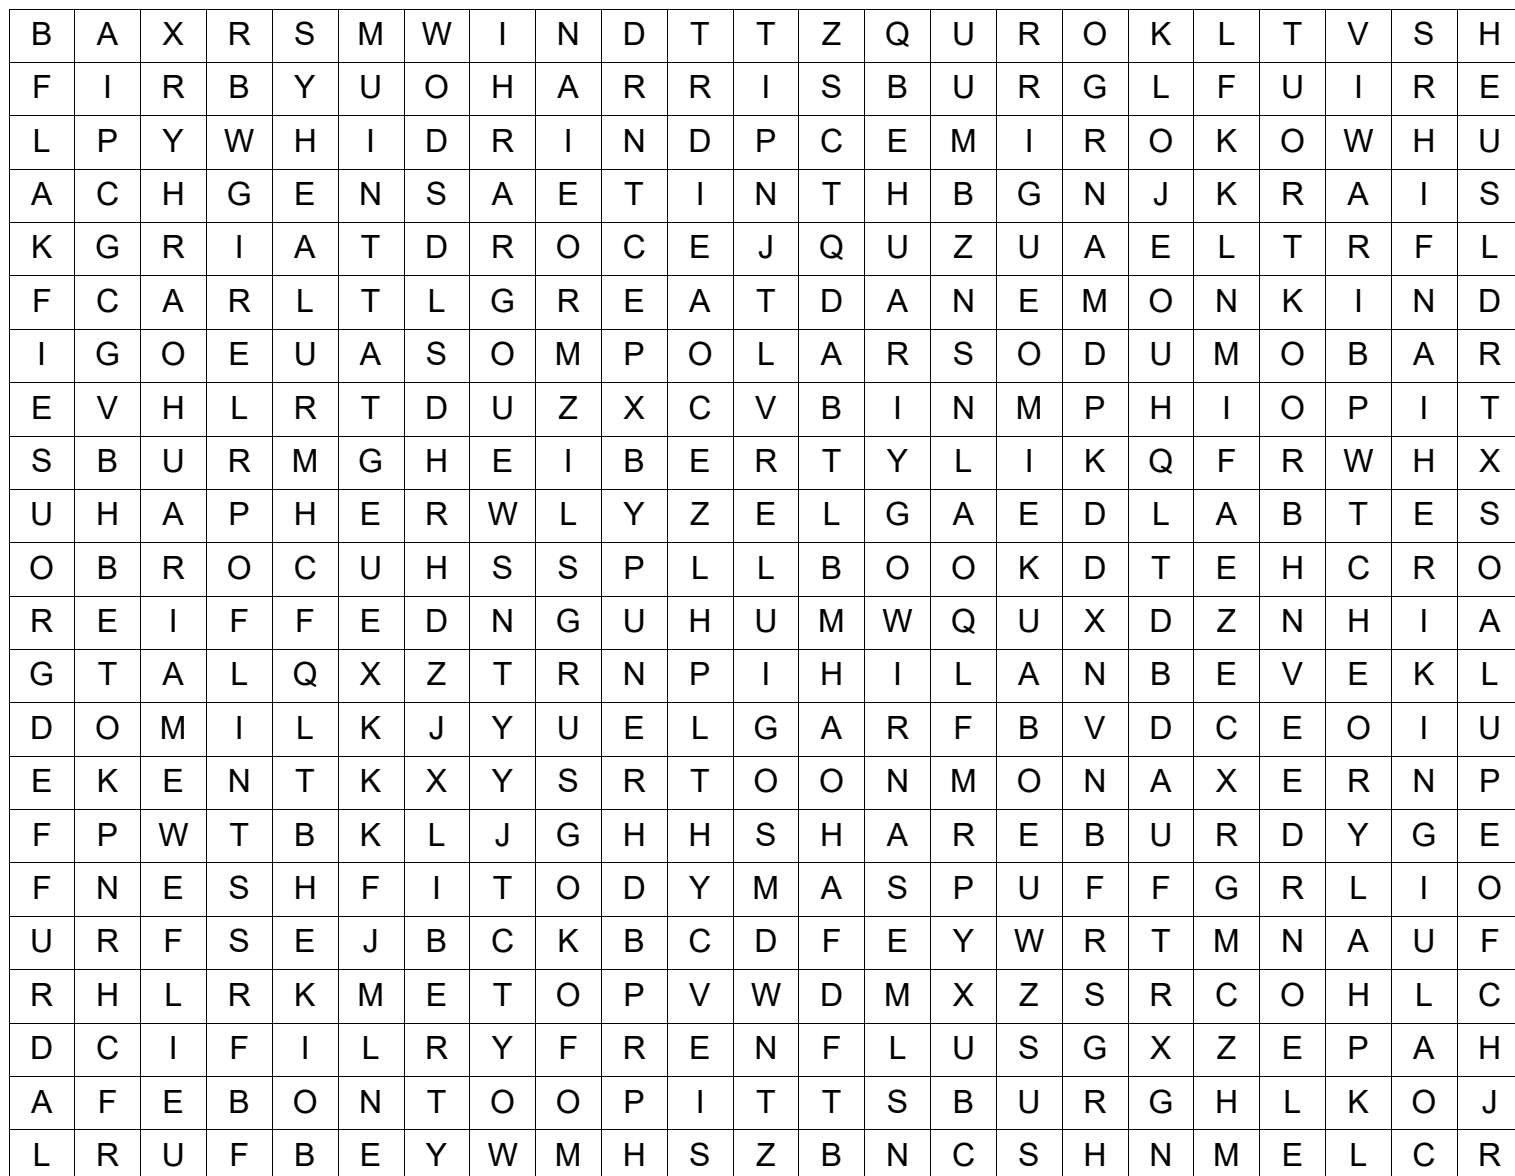 B A X R S M W I N D T T Z Q U R O K L T V S H
F I R B Y U O H A R R I S B U R G L F U I R E
L P Y W H I D R I N D P C E M I R O K O W H U
A C H G E N S A E T I N T H B G N J K R A I S
K G R I A T D R O C E J Q U Z U A E L T R F L
F C A R L T L G R E A T D A N E M O N K I N D
I G O E U A S O M P O L A R S O D U M O B A R
E V H L R T D U Z X C V B I N M P H I O P I T
S B U R M G H E I B E R T Y L I K Q F R W H X
U H A P H E R W L Y Z E L G A E D L A B T E S
O B R O C U H S S P L L B O O K D T E H C R O
R E I F F E D N G U H U M W Q U X D Z N H I A
G T A L Q X Z T R N P I H I L A N B E V E K L
D O M I L K J Y U E L G A R F B V D C E O I U
E K E N T K X Y S R T O O N M O N A X E R N P
F P W T B K L J G H H S H A R E B U R D Y G E
F N E S H F I T O D Y M A S P U F F G R L I O
U R F S E J B C K B C D F E Y W R T M N A U F
R H L R K M E T O P V W D M X Z S R C O H L C
D C I F I L R Y F R E N F L U S G X Z E P A H
A F E B O N T O O P I T T S B U R G H L K O J
L R U F B E Y W M H S Z B N C S H N M E L C R